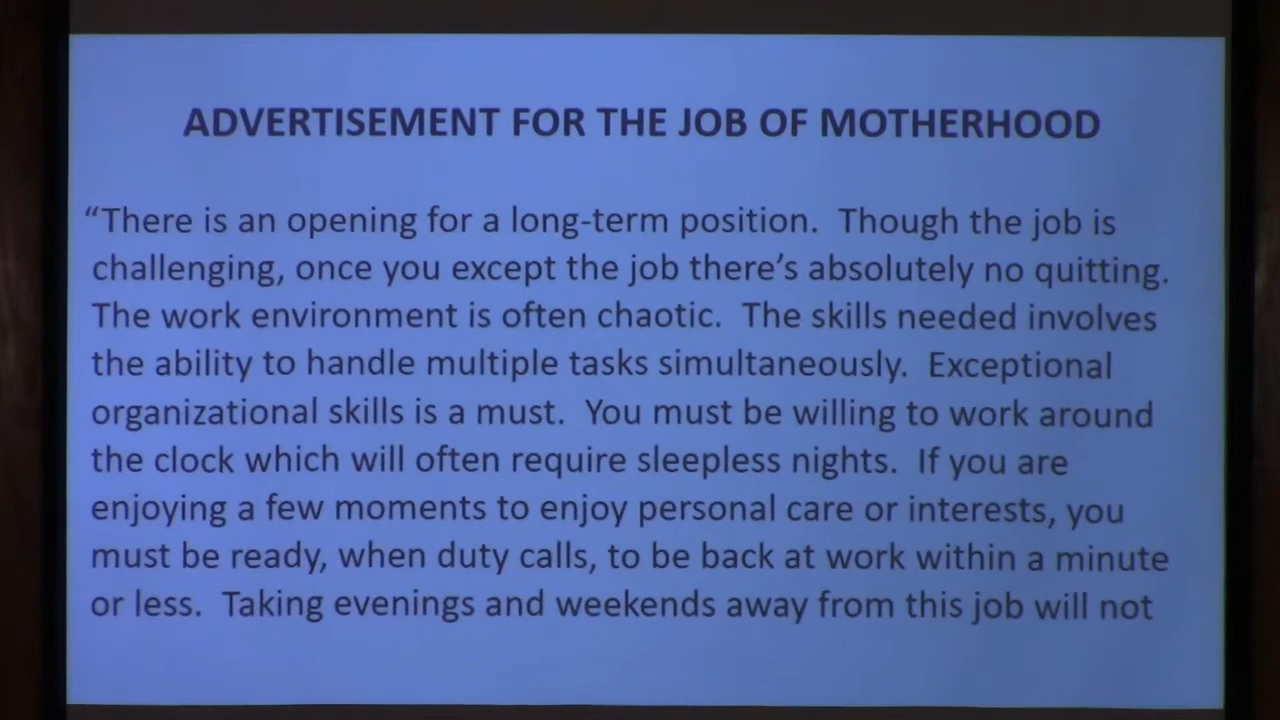 ADVERTISEMENT FOR THE JOB OF MOTHERHOOD
“There is an opening for a long-term position.  Though the job is
challenging, once you except the job there’s absolutely no quitting.
The work environment is often chaotic.  The skills needed involves
the ability to handle multiple tasks simultaneously.  Exceptional
organizational skills is a must.  You must be willing to work around
the clock which will often require sleepless nights.  If you are
enjoying a few moments to enjoy personal care or interests, you
must be ready, when duty calls, to be back at work within a minute
or less.  Taking evenings and weekends away from this job will not